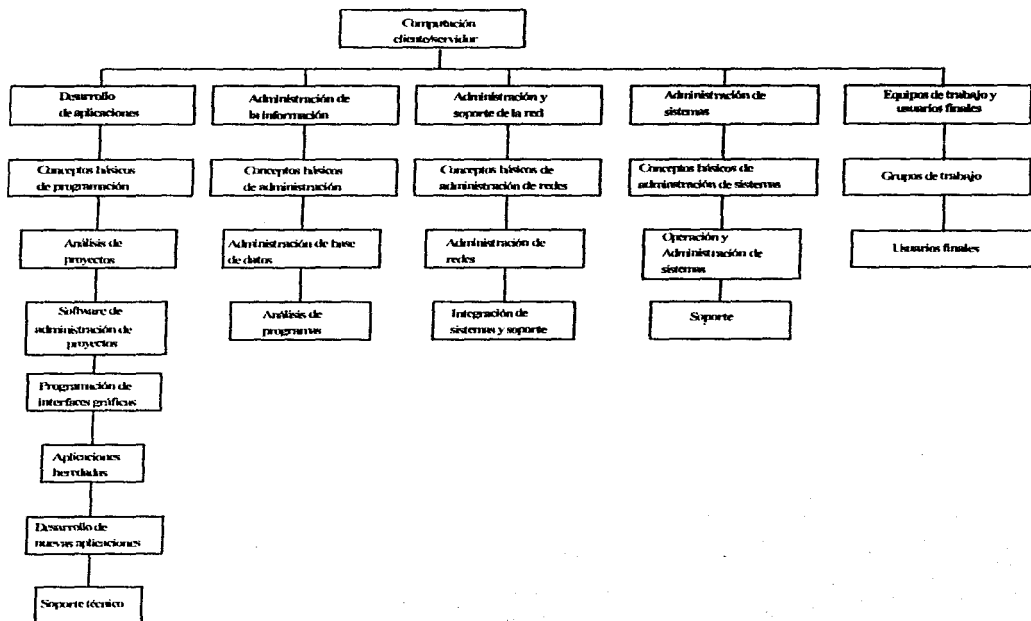 Computación
cliente/servidor
Desarrollo
de aplicaciones
Administración de
la información
Administración y
soporte de la red
Administración de
sistemas
Equipos de trabajo y
usuarios finales
Conceptos básicos
de programación
Conceptos básicos
de administración
Conceptos básicos de
administración de redes
Conceptos básicos de
administración de sistemas
Grupos de trabajo
Análisis de
proyectos
Administración de base
de datos
Administración de
redes
Operación y
Administración de
sistemas
Usuarios finales
Software de
administración de
proyectos
Análisis de
programas
Integración de
sistemas y soporte
Soporte
Programación de
interfaces gráficas
Aplicaciones
heredadas
Desarrollo de
nuevas aplicaciones
Soporte técnico